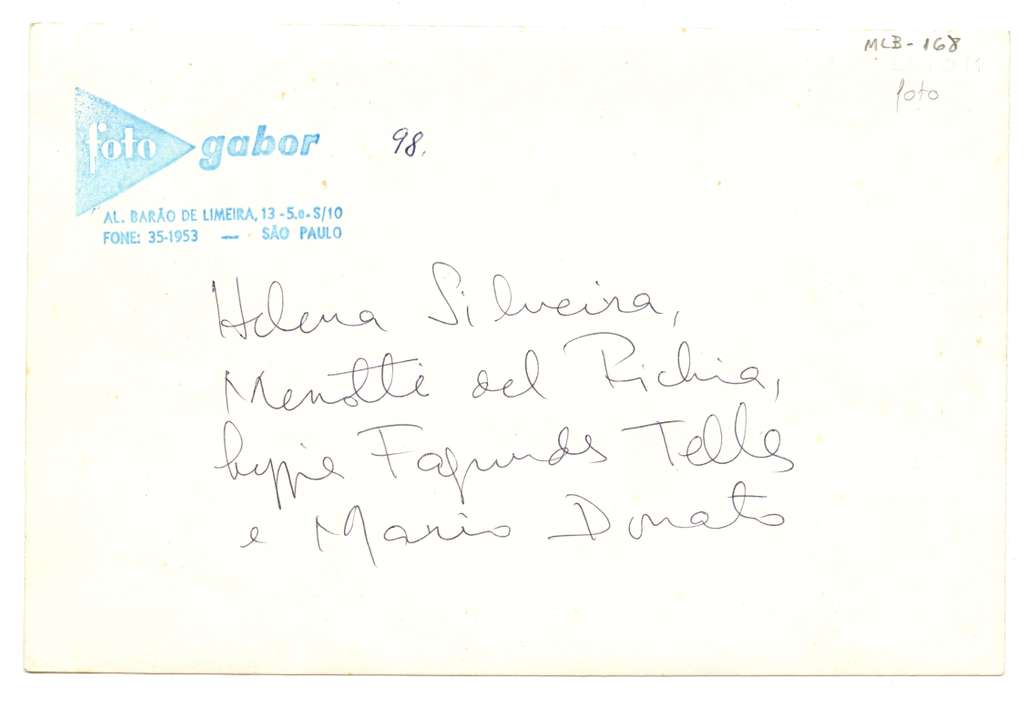 MLB-168
foto
foto gabor 98.
AL. BARÃO DE LIMEIRA, 13 - 5.o - S/10
FONE: 35-1953 — SÃO PAULO
Helena Silveira,
Menotti del Picchia,
Lygia Fagundes Telles
e Mario Donato